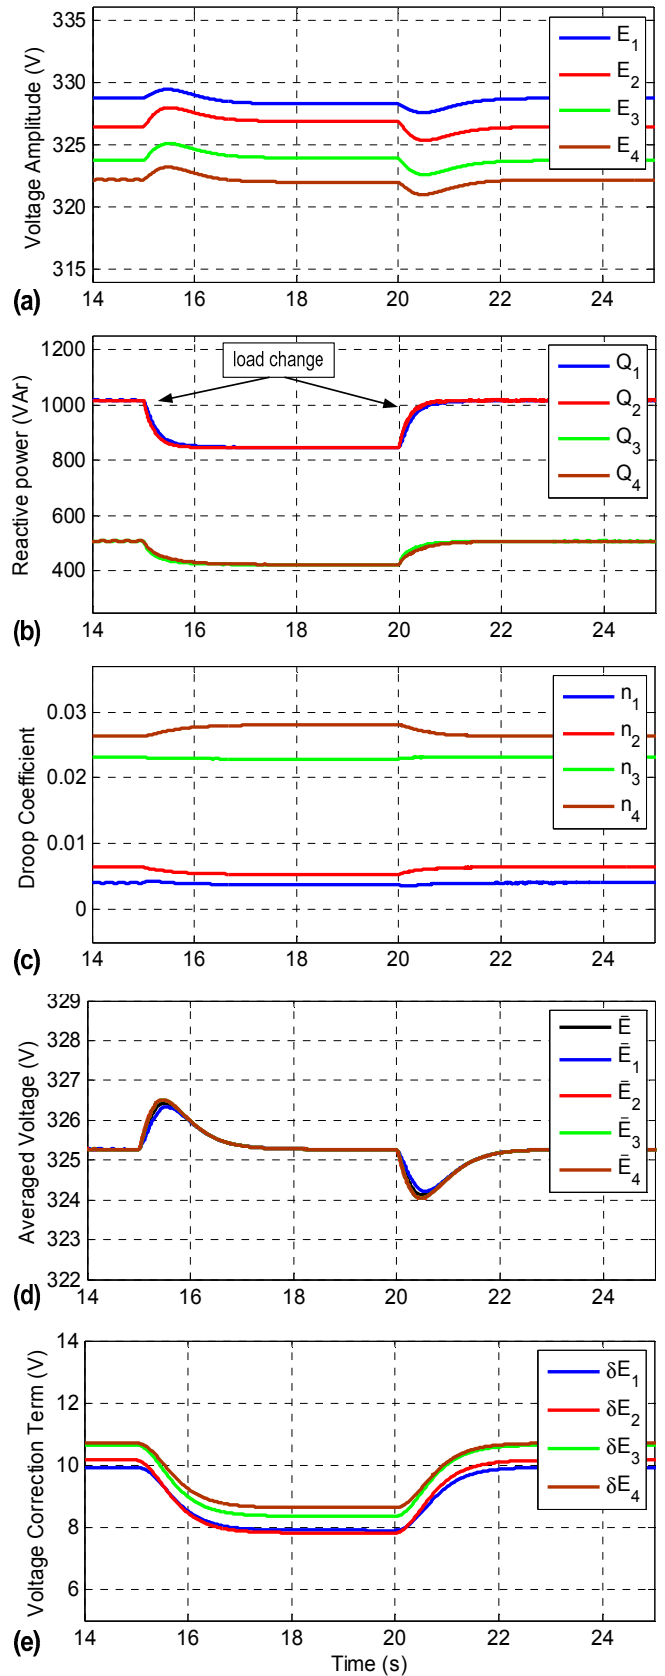 335
330
325
320
315
Voltage Amplitude (V)
E1
E2
E3
E4
14 16 18 20 22 24
(a)
1200
1000
800
600
400
Reactive power (VAr)
load change
Q1
Q2
Q3
Q4
14 16 18 20 22 24
(b)
0.03
0.02
0.01
0
Droop Coefficient
n1
n2
n3
n4
14 16 18 20 22 24
(c)
329
328
327
326
325
324
323
322
Averaged Voltage (V)
Ē
Ē1
Ē2
Ē3
Ē4
14 16 18 20 22 24
(d)
14
12
10
8
6
Voltage Correction Term (V)
δE1
δE2
δE3
δE4
14 16 18 20 22 24
Time (s)
(e)